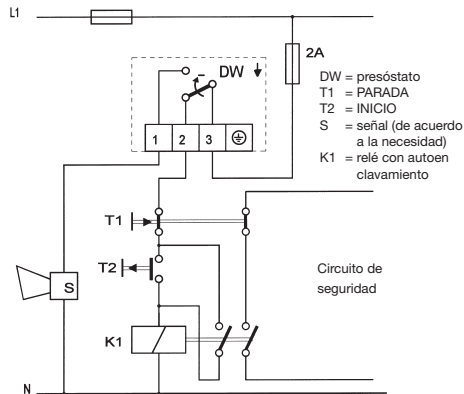 L1
2A
DW
DW = presóstato
T1 = PARADA
T2 = INICIO
S = señal (de acuerdo
a la necesidad)
K1 = relé con autoen
clavamiento
1 2 3
T1
T2
Circuito de
seguridad
S
K1
N